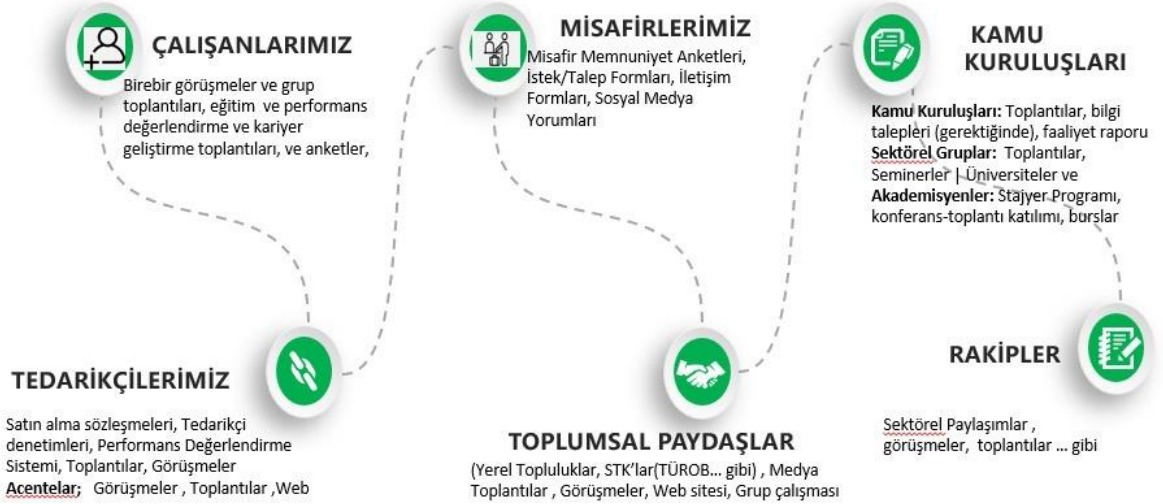 ÇALIŞANLARIMIZ
Birebir görüşmeler ve grup
toplantıları, eğitim ve performans
değerlendirme ve kariyer
geliştirme toplantıları, ve anketler,
TEDARİKÇİLERİMİZ
Satın alma sözleşmeleri, Tedarikçi
denetimleri, Performans Değerlendirme
Sistemi, Toplantılar, Görüşmeler
Acentelar; Görüşmeler , Toplantılar ,Web
MİSAFİRLERİMİZ
Misafir Memnuniyet Anketleri,
İstek/Talep Formları, İletişim
Formları, Sosyal Medya
Yorumları
TOPLUMSAL PAYDAŞLAR
(Yerel Topluluklar, STK’lar(TÜROB... gibi) , Medya
Toplantılar , Görüşmeler, Web sitesi, Grup çalışması
KAMU
KURULUŞLARI
Kamu Kuruluşları: Toplantılar, bilgi
talepleri (gerektiğinde), faaliyet raporu
Sektörel Gruplar: Toplantılar,
Seminerler | Üniversiteler ve
Akademisyenler: Stajyer Programı,
konferans-toplantı katılımı, burslar
RAKİPLER
Sektörel Paylaşımlar ,
görüşmeler, toplantılar ... gibi